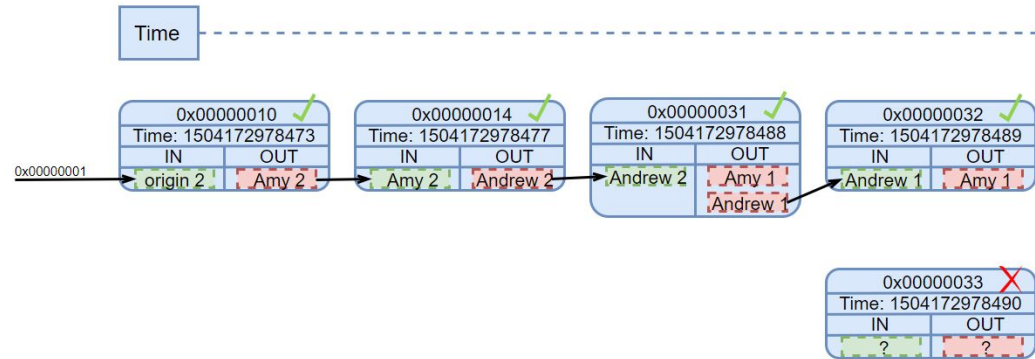 Time
0x00000001
0x00000010
Time: 1504172978473
IN OUT
origin 2 Amy 2
0x00000014
Time: 1504172978477
IN OUT
Amy 2 Andrew 2
0x00000031
Time: 1504172978488
IN OUT
Andrew 2 Amy 1
Andrew 1
0x00000032
Time: 1504172978489
IN OUT
Andrew 1 Amy 1
0x00000033
Time: 1504172978490
IN OUT
? ?